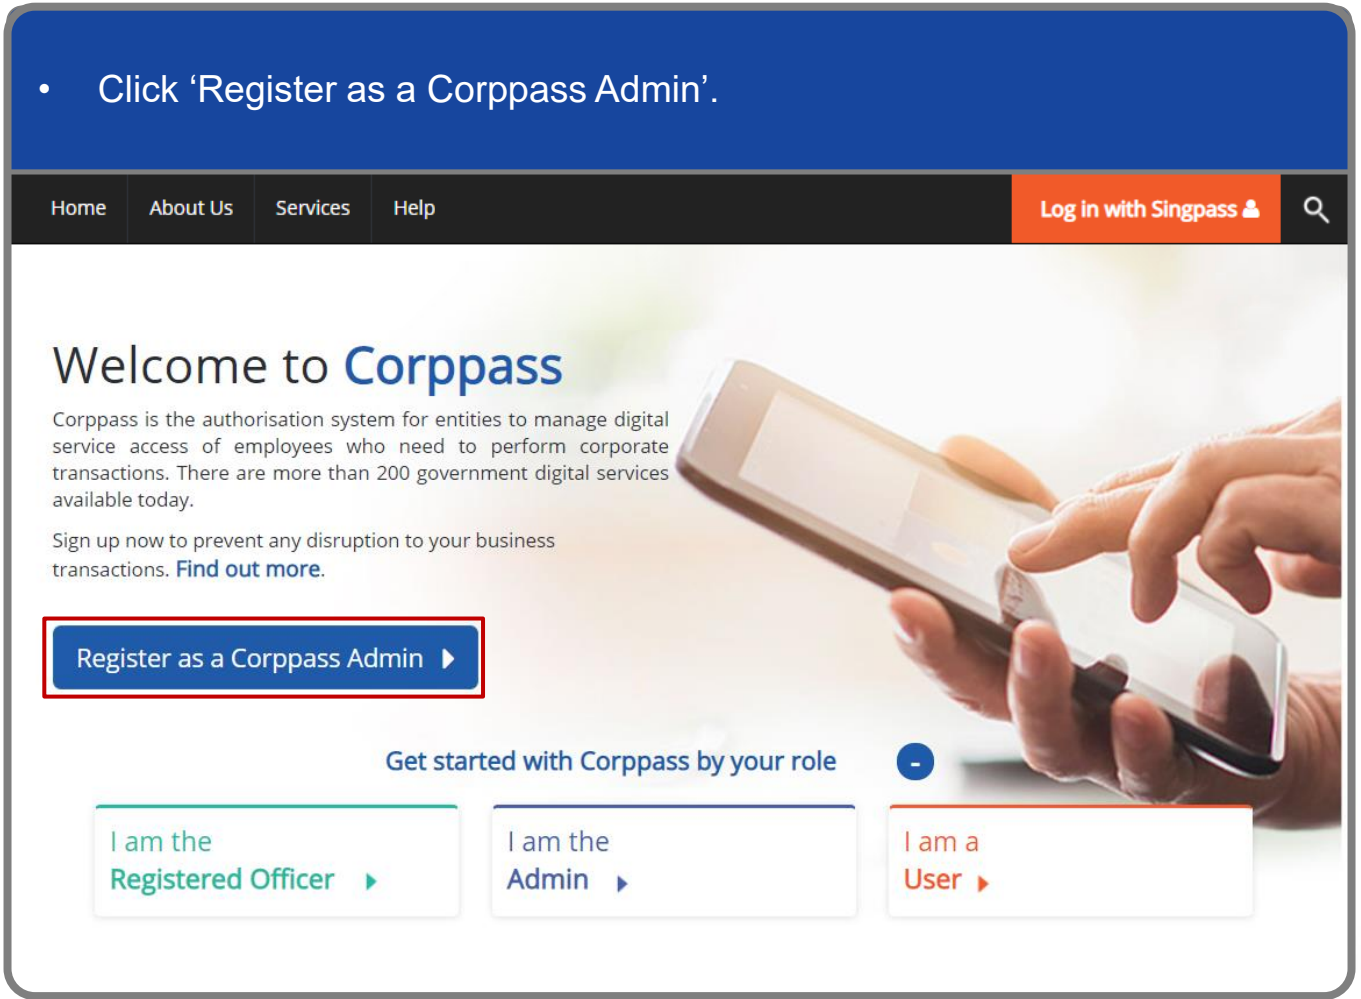 • Click ‘Register as a Corppass Admin’.
Home About Us Services Help Log in with Singpass
Welcome to Corppass
Corppass is the authorisation system for entities to manage digital
service access of employees who need to perform corporate
transactions. There are more than 200 government digital services
available today.
Sign up now to prevent any disruption to your business
transactions. Find out more.
Register as a Corppass Admin
Get started with Corppass by your role -
I am the
Registered Officer
I am the
Admin
I am a
User